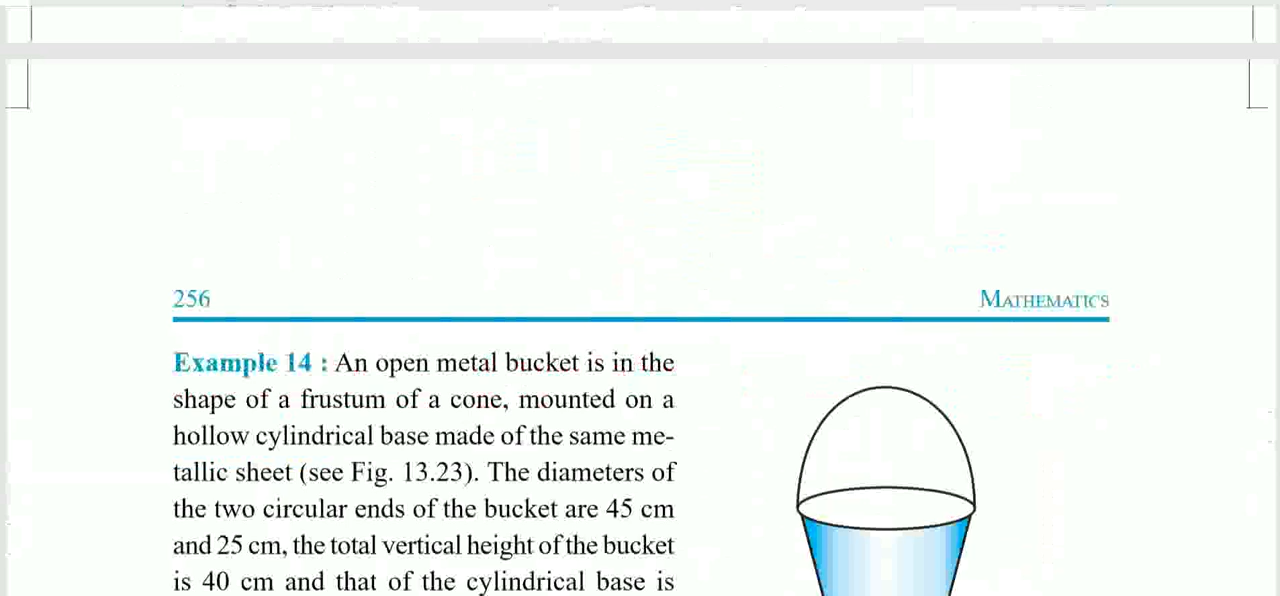 256
MATHEMATICS
Example 14 : An open metal bucket is in the
shape of a frustum of a cone, mounted on a
hollow cylindrical base made of the same me-
tallic sheet (see Fig. 13.23). The diameters of
the two circular ends of the bucket are 45 cm
and 25 cm, the total vertical height of the bucket
is 40 cm and that of the cylindrical base is